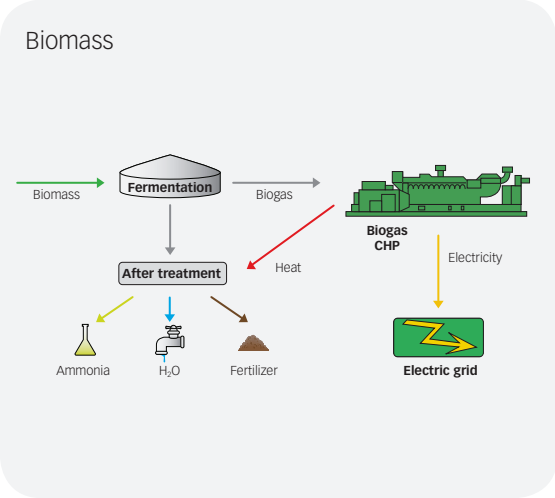 Biomass
Fermentation
Biomass
Biogas
Biogas
CHP
Electricity
After treatment
Heat
Ammonia
H₂O
Fertilizer
Electric grid